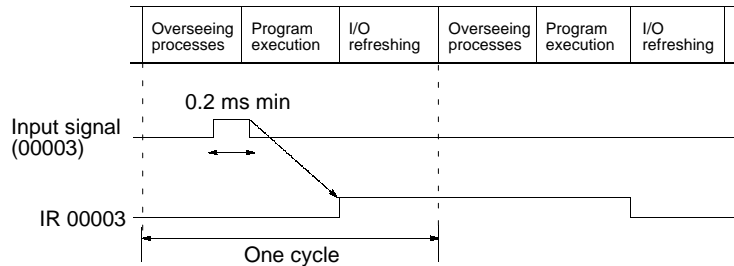 Overseeing processes
Program execution
I/O refreshing
Overseeing processes
Program execution
I/O refreshing
0.2 ms min
Input signal
(00003)
IR 00003
One cycle